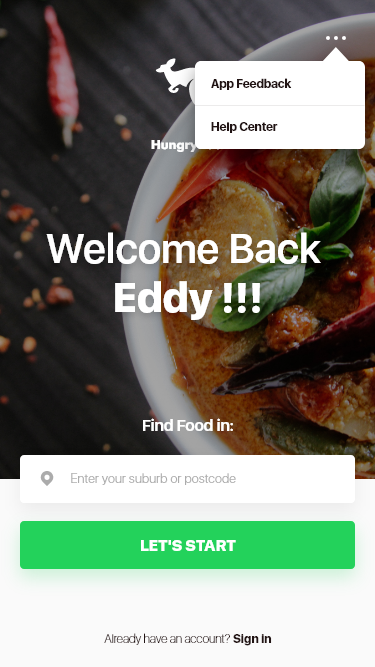 App Feedback
Help Center
Hungry
Welcome Back
Eddy !!!
Find Food in:
Enter your suburb or postcode
LET'S START
Already have an account? Sign in